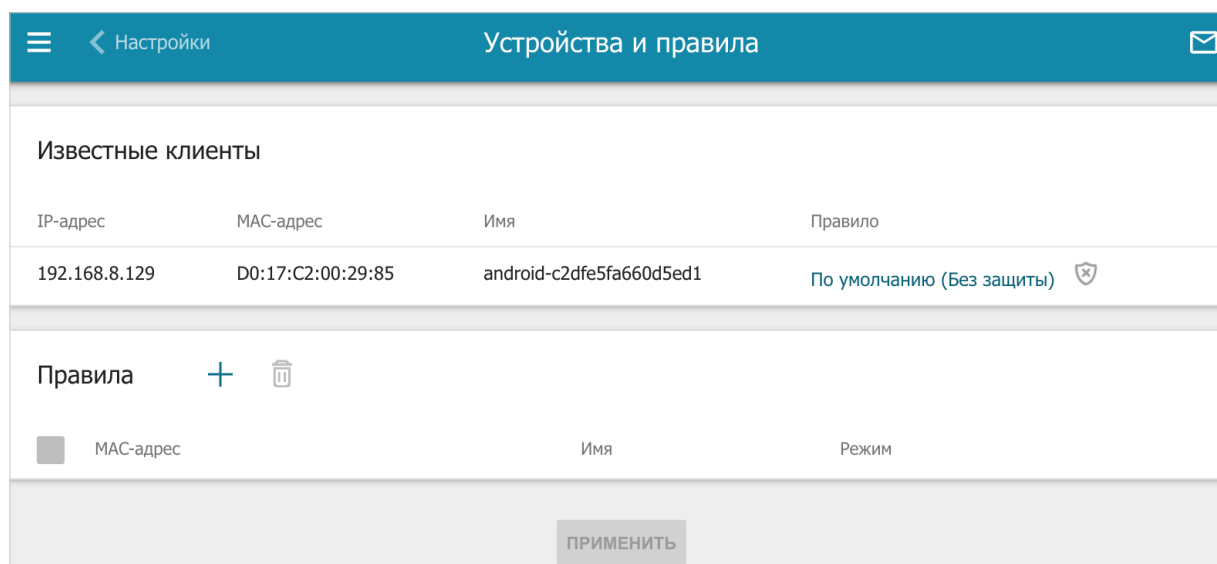 Настройки Устройства и правила
Известные клиенты
IP-адрес MAC-адрес Имя Правило
192.168.8.129 D0:17:C2:00:29:85 android-c2dfe5fa660d5ed1 По умолчанию (Без защиты)
Правила
MAC-адрес Имя Режим
ПРИМЕНИТЬ